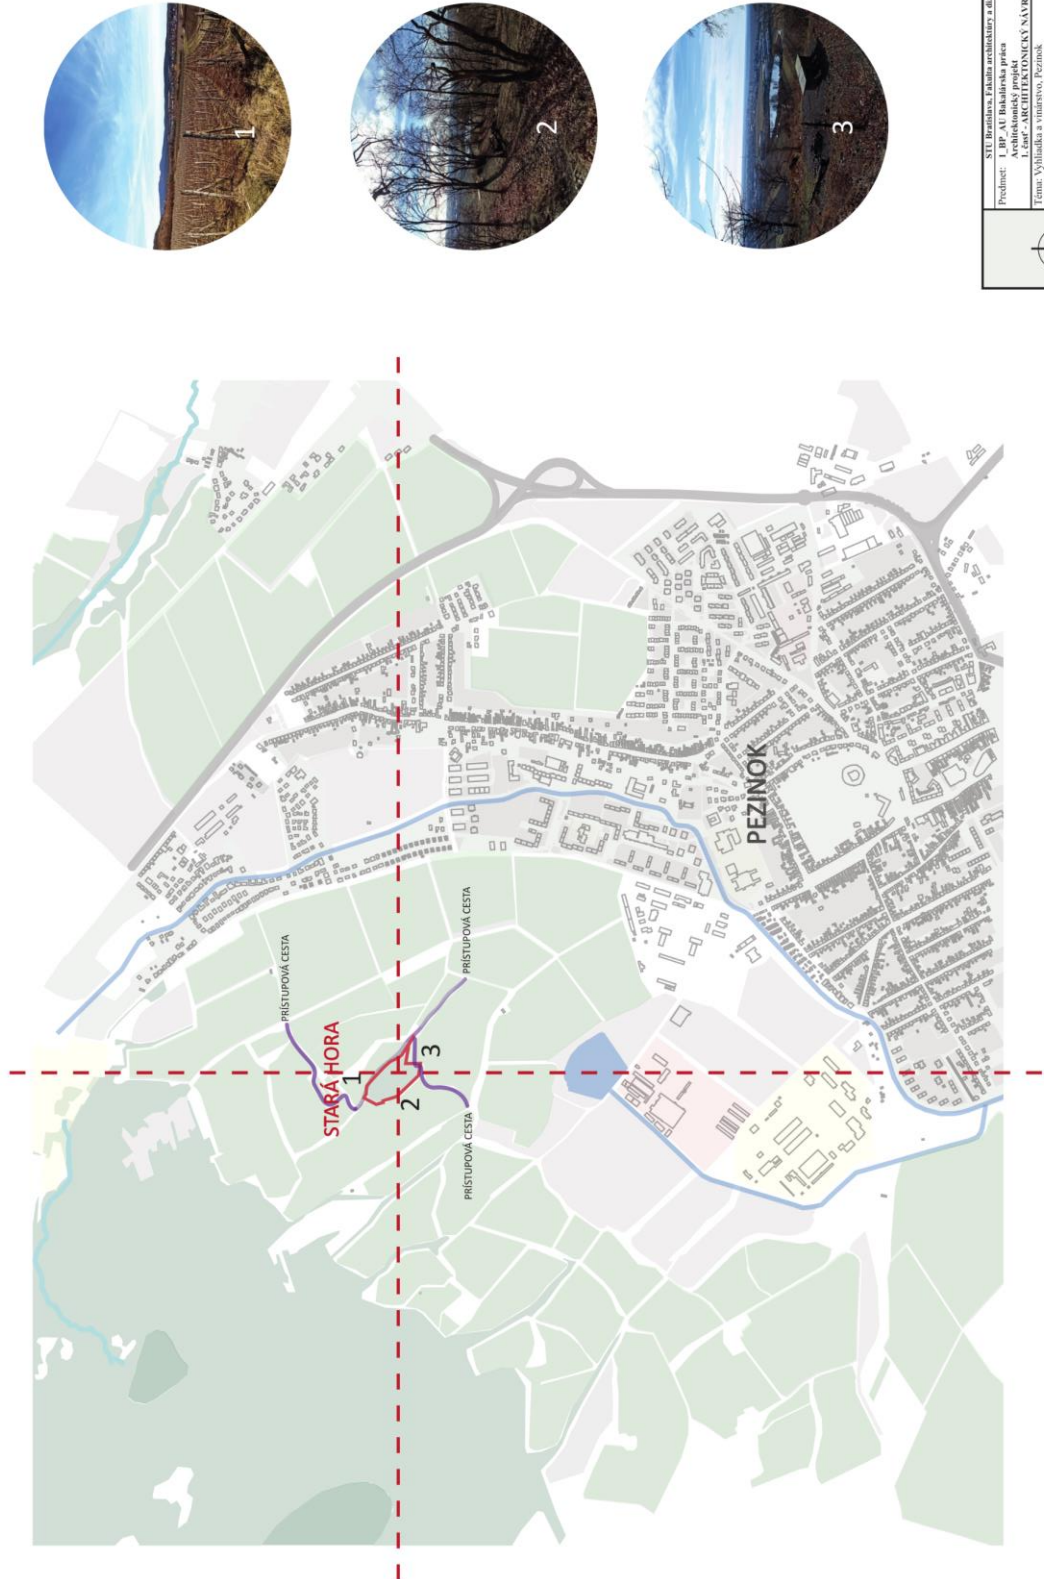 1
2
3
STARÁ HORA
PRÍSTUPOVÁ CESTA
1
2
3
PRÍSTUPOVÁ CESTA
PRÍSTUPOVÁ CESTA
PEZINOK
STU Bratislava, Fakulta architektúry a di
Predmet: 1_BP_AU Bakalárska práca
Architektonický projekt
1. časť - ARCHITEKTONICKÝ NÁVR
Téma: Vyhliadka a vinárstvo, Pezinok